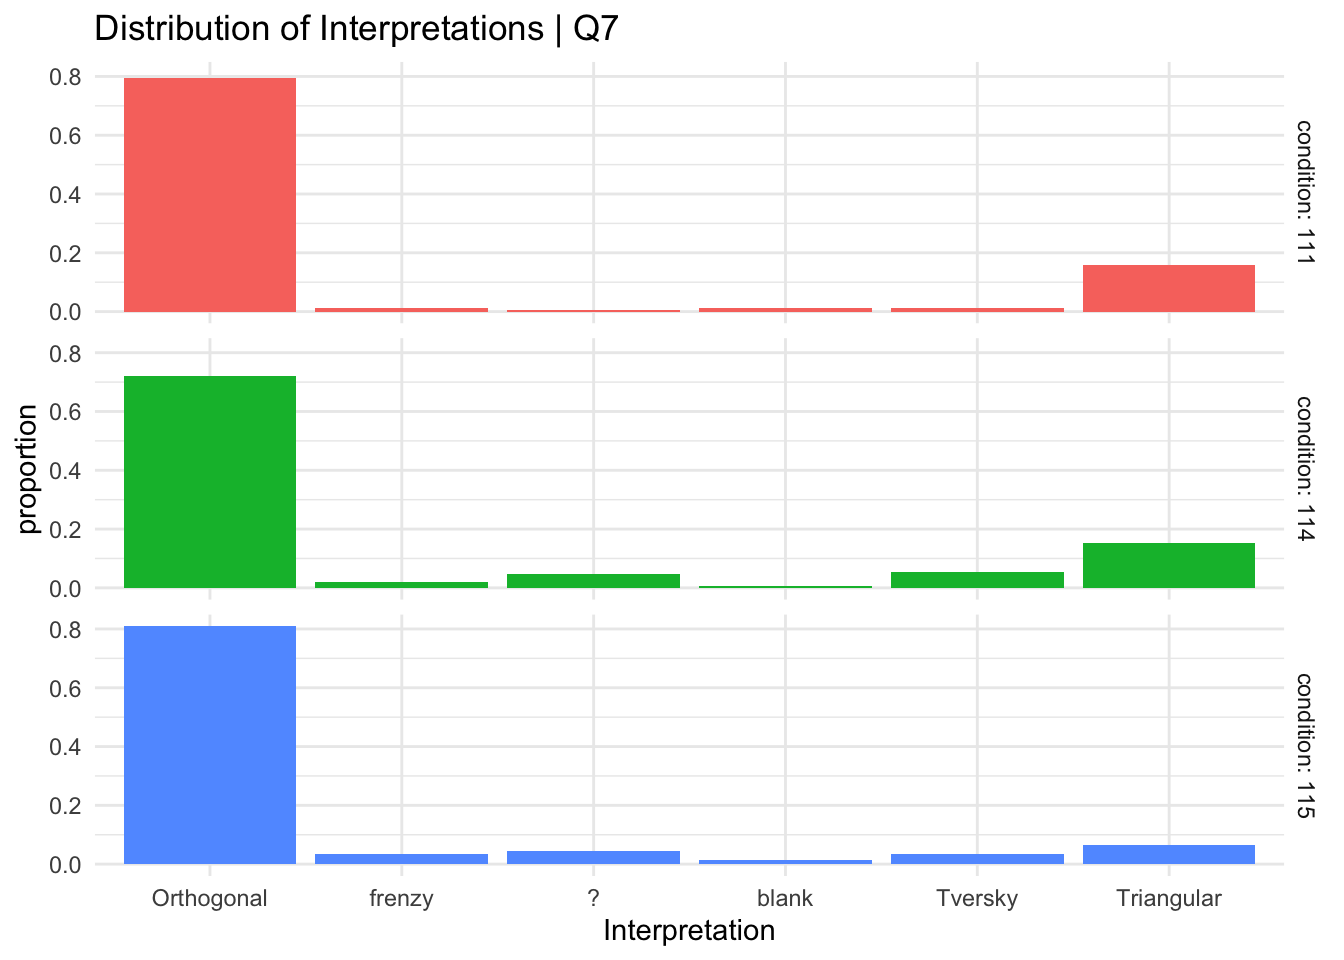 Distribution of Interpretations | Q7
0.8
0.6
0.4
0.2
0.0
condition: 111
0.8
0.6
0.4
0.2
0.0
condition: 114
proportion
0.8
0.6
0.4
0.2
0.0
condition: 115
Orthogonal frenzy ? blank Tversky Triangular
Interpretation